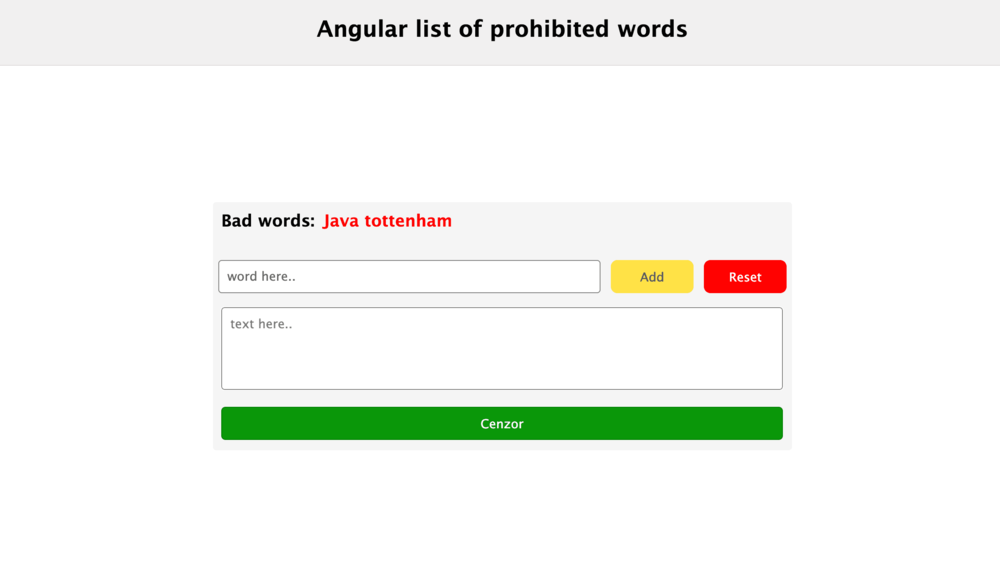 Angular list of prohibited words
Bad words: Java tottenham
word here..
Add
Reset
text here..
Cenzor